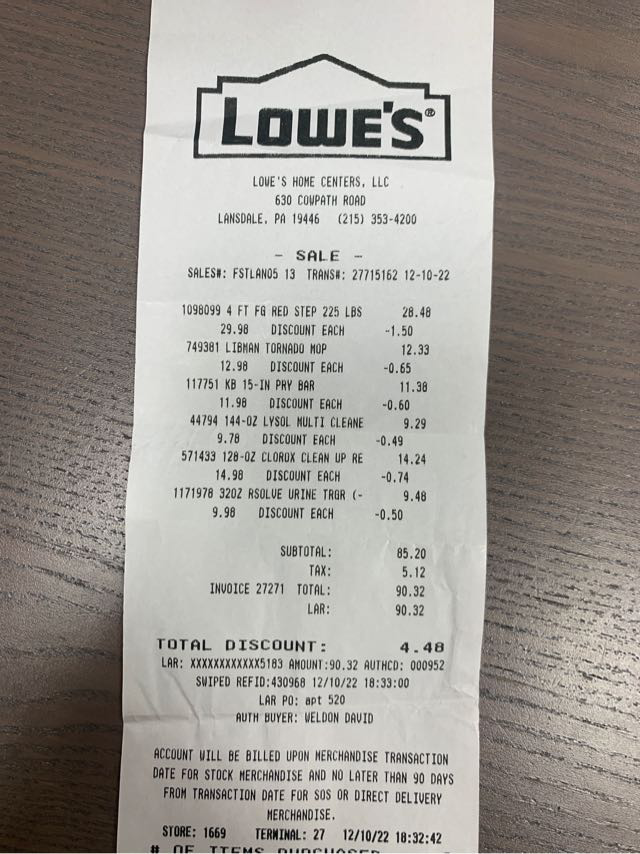 LOWE'S®
LOWE'S HOME CENTERS, LLC
630 COWPATH ROAD
LANSDALE, PA 19446 (215) 353-4200
- SALE -
SALES#: FSTLAN05 13 TRANS#: 27715162 12-10-22
1098099 4 FT FG RED STEP 225 LBS 28.48
29.98 DISCOUNT EACH -1.50
749381 LIBMAN TORNADO MOP 12.33
12.98 DISCOUNT EACH -0.65
117751 KB 15-IN PRY BAR 11.38
11.98 DISCOUNT EACH -0.60
44794 144-OZ LYSOL MULTI CLEANE 9.29
9.78 DISCOUNT EACH -0.49
571433 128-OZ CLOROX CLEAN UP RE 14.24
14.98 DISCOUNT EACH -0.74
1171978 32OZ RSOLVE URINE TRGR (- 9.48
9.98 DISCOUNT EACH -0.50
SUBTOTAL: 85.20
TAX: 5.12
INVOICE 27271 TOTAL: 90.32
LAR: 90.32
TOTAL DISCOUNT: 4.48
LAR: XXXXXXXXXXXX5183 AMOUNT:90.32 AUTHCD: 000952
SWIPED REFID:430968 12/10/22 18:33:00
LAR PO: apt 520
AUTH BUYER: WELDON DAVID
ACCOUNT WILL BE BILLED UPON MERCHANDISE TRANSACTION
DATE FOR STOCK MERCHANDISE AND NO LATER THAN 90 DAYS
FROM TRANSACTION DATE FOR SOS OR DIRECT DELIVERY
MERCHANDISE.
STORE: 1669 TERMINAL: 27 12/10/22 18:32:42
# OF ITEMS PURCHASED